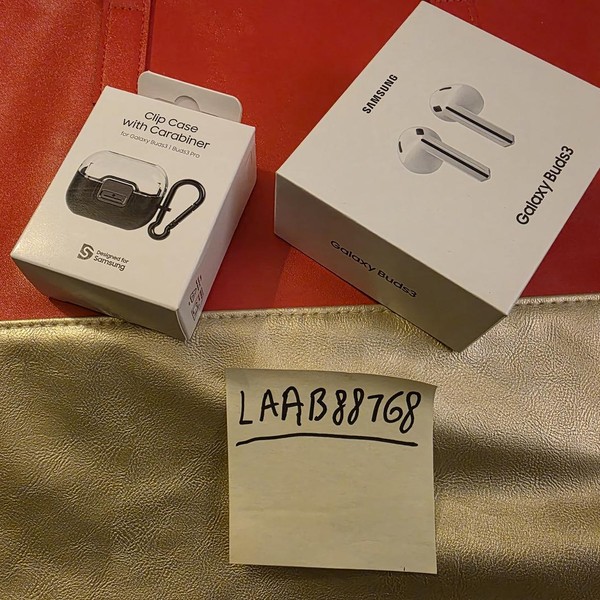 Clip Case
with Carabiner
for Galaxy Buds3 | Buds3 Pro
Designed for
Samsung
SAMSUNG
Galaxy Buds3
Galaxy Buds3
LAAB88768